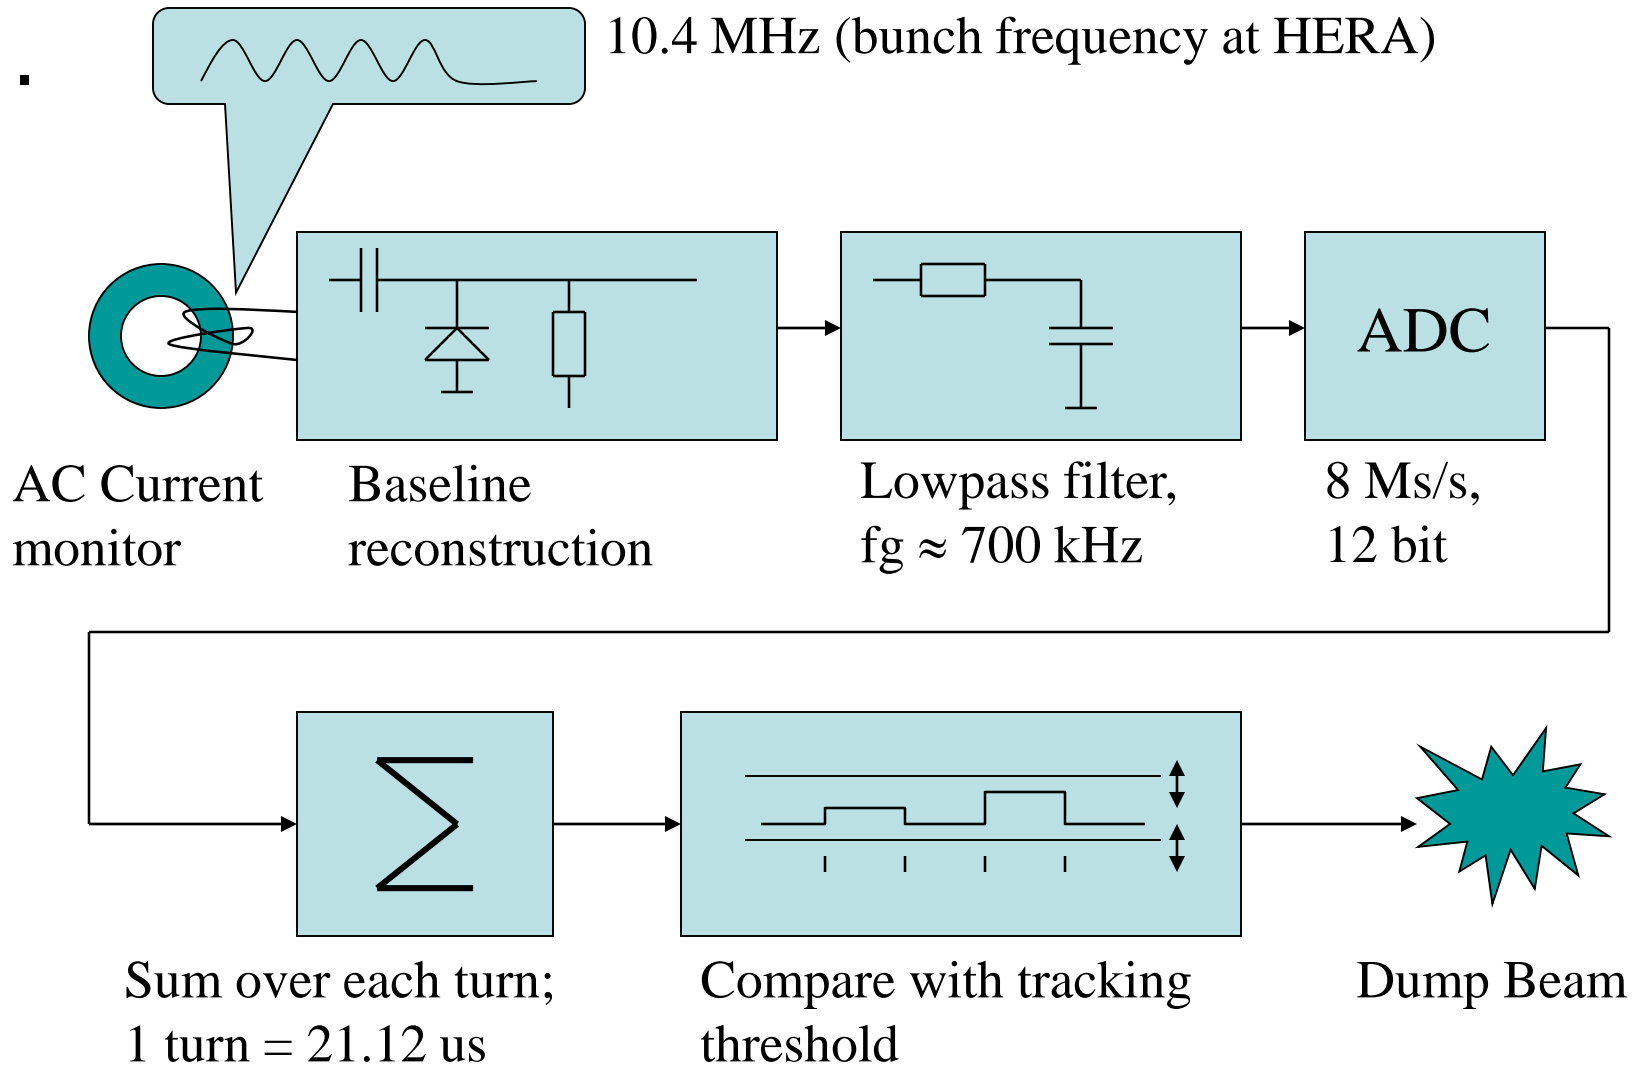 10.4 MHz (bunch frequency at HERA)
ADC
AC Current
monitor
Baseline
reconstruction
Lowpass filter,
fg ≈ 700 kHz
8 Ms/s,
12 bit
Sum over each turn;
1 turn = 21.12 us
Compare with tracking
threshold
Dump Beam